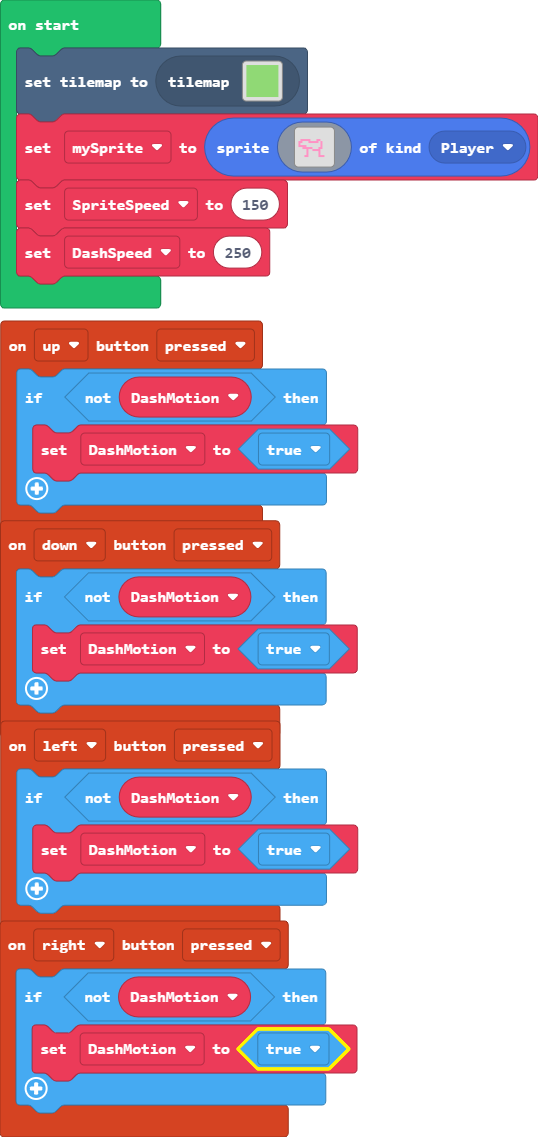 on start
set tilemap to tilemap
set mySprite to sprite of kind Player
set SpriteSpeed to 150
set DashSpeed to 250
on up button pressed
if not DashMotion then
set DashMotion to true
on down button pressed
if not DashMotion then
set DashMotion to true
on left button pressed
if not DashMotion then
set DashMotion to true
on right button pressed
if not DashMotion then
set DashMotion to true